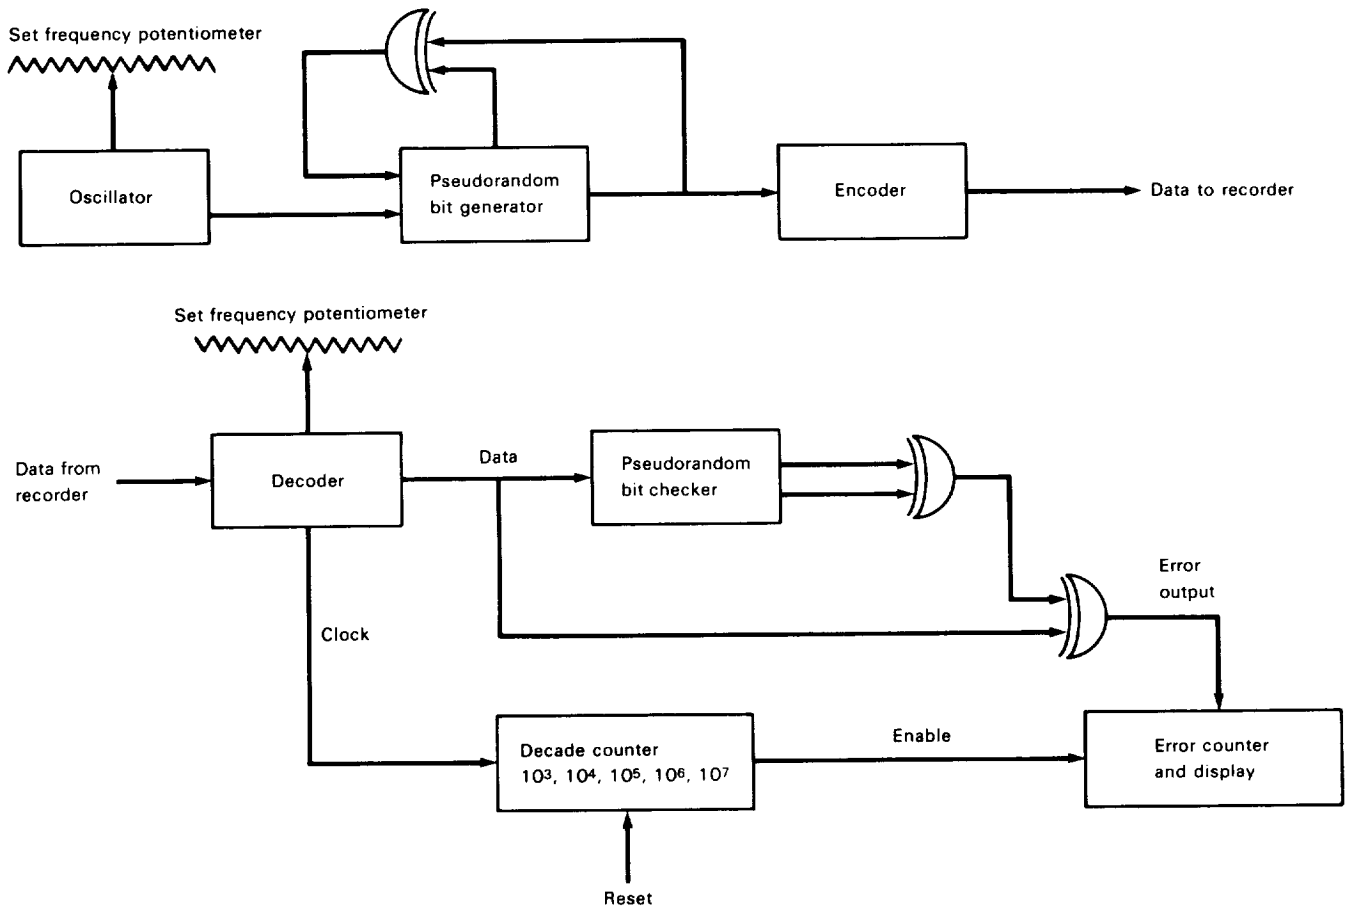 Set frequency potentiometer
Oscillator
Pseudorandom
bit generator
Encoder
Data to recorder
Set frequency potentiometer
Data from
recorder
Decoder
Data
Pseudorandom
bit checker
Error
output
Clock
Decade counter
10³, 10⁴, 10⁵, 10⁶, 10⁷
Enable
Error counter
and display
Reset